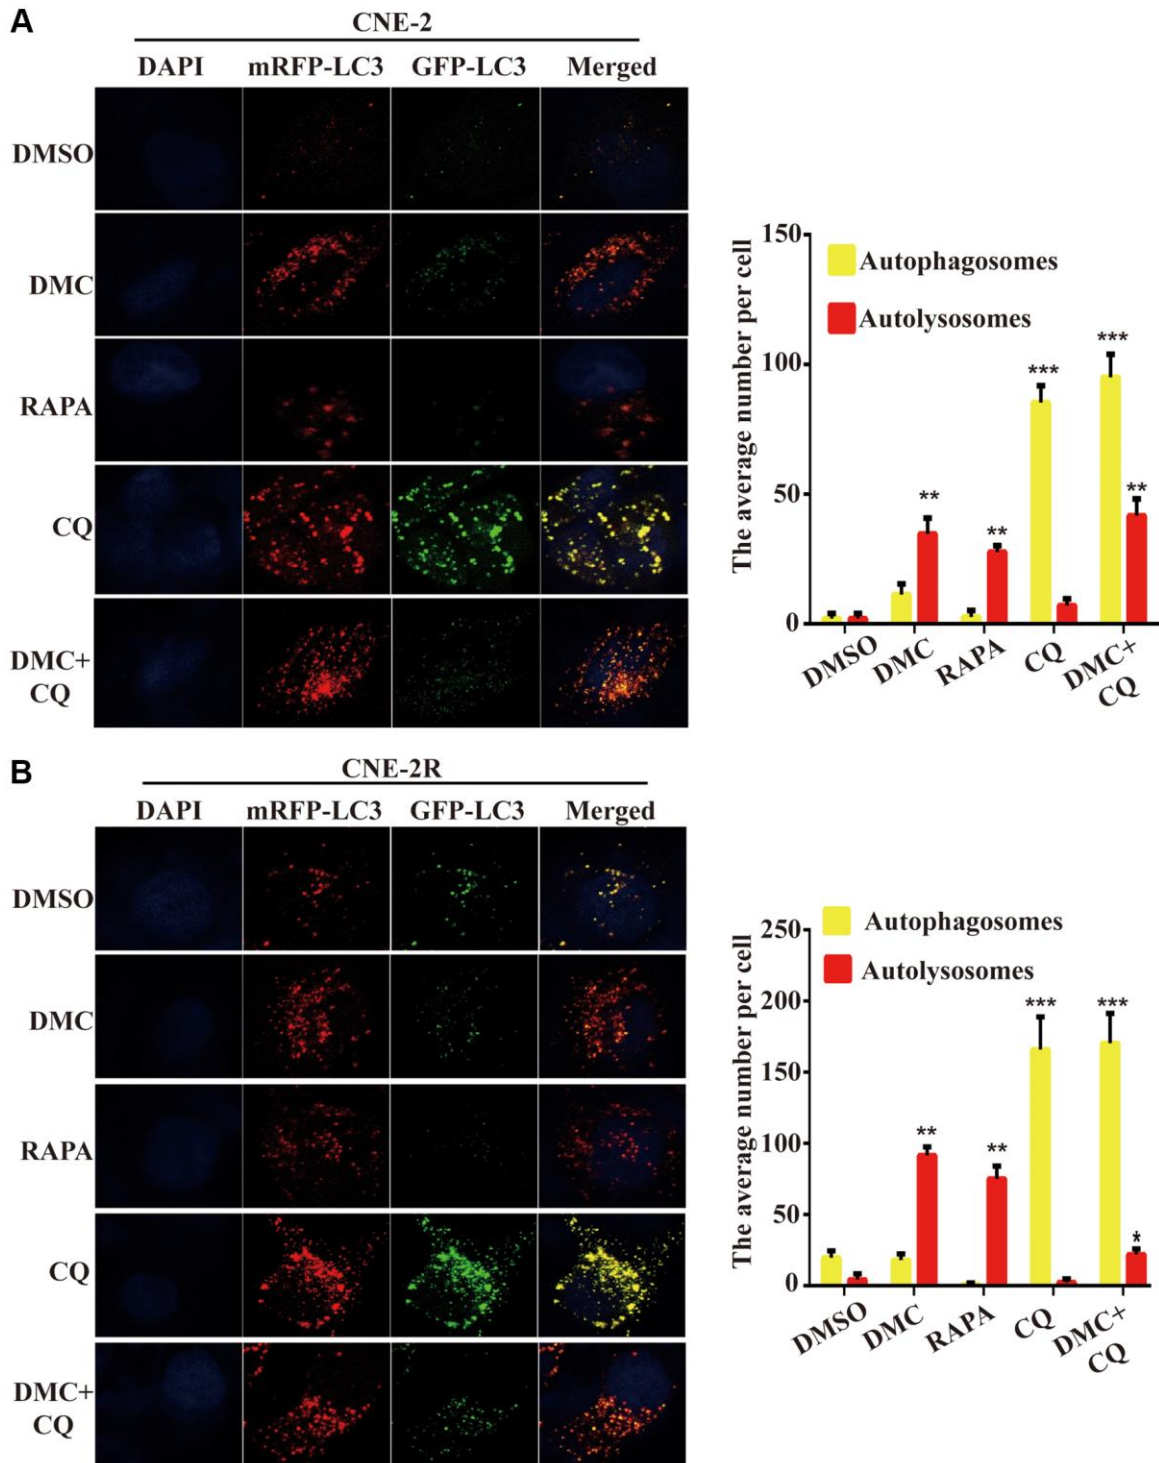 A
CNE-2
DAPI mRFP-LC3 GFP-LC3 Merged
DMSO
DMC
RAPA
CQ
DMC+
CQ
The average number per cell
150
100
50
0
Autophagosomes
Autolysosomes
**
**
***
***
**
DMSO
DMC
RAPA
CQ
DMC+
CQ
B
CNE-2R
DAPI mRFP-LC3 GFP-LC3 Merged
DMSO
DMC
RAPA
CQ
DMC+
CQ
The average number per cell
250
200
150
100
50
0
Autophagosomes
Autolysosomes
**
**
***
***
*
DMSO
DMC
RAPA
CQ
DMC+
CQ